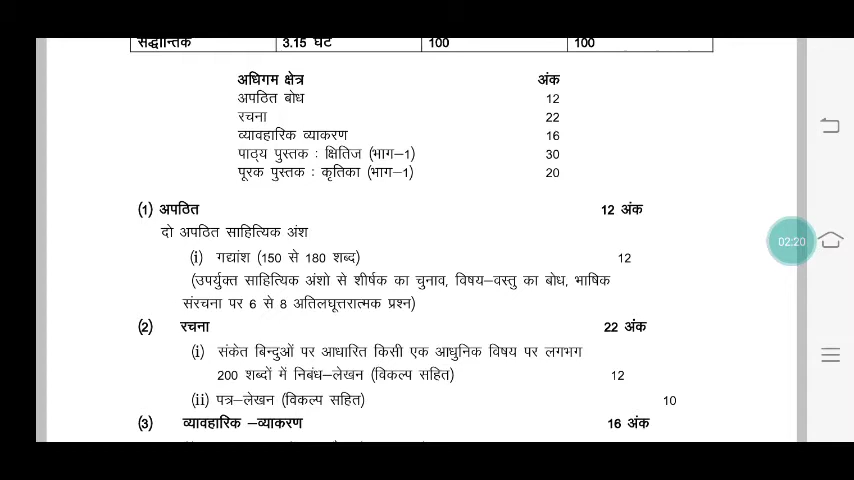 सैद्धान्तिक 3.15 घंटे 100 100
अधिगम क्षेत्र अंक
अपठित बोध 12
रचना 22
व्यावहारिक व्याकरण 16
पाठ्य पुस्तक : क्षितिज (भाग–1) 30
पूरक पुस्तक : कृतिका (भाग–1) 20
(1) अपठित 12 अंक
दो अपठित साहित्यिक अंश
(i) गद्यांश (150 से 180 शब्द) 12
(उपर्युक्त साहित्यिक अंशो से शीर्षक का चुनाव, विषय–वस्तु का बोध, भाषिक
संरचना पर 6 से 8 अतिलघूत्तरात्मक प्रश्न)
02:20
(2) रचना 22 अंक
(i) संकेत बिन्दुओं पर आधारित किसी एक आधुनिक विषय पर लगभग
200 शब्दों में निबंध–लेखन (विकल्प सहित) 12
(ii) पत्र–लेखन (विकल्प सहित) 10
(3) व्यावहारिक –व्याकरण 16 अंक